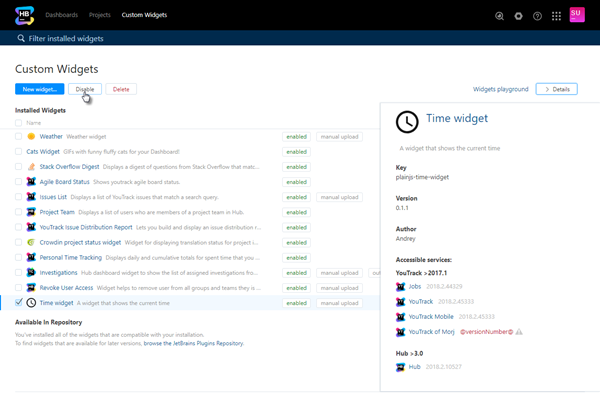 HB
Dashboards Projects Custom Widgets
SU
Filter installed widgets
Custom Widgets
New widget... Disable Delete
Widgets playground > Details
Installed Widgets
Name
Weather Weather widget enabled manual upload
Cats Widget GIFs with funny fluffy cats for your Dashboard! enabled
Stack Overflow Digest Displays a digest of questions from Stack Overflow that matc... enabled
Agile Board Status Shows youtrack agile board status. enabled
Issues List Displays a list of YouTrack issues that match a search query. enabled manual upload
Project Team Displays a list of users who are members of a project team in Hub. enabled
YouTrack Issue Distribution Report Lets you build and display an issue distribution r... enabled
Crowdin project status widget Widget for displaying translation status for project i... enabled
Personal Time Tracking Displays daily and cumulative totals for spent time that you ... enabled
Investigations Hub dashboard widget to show the list of assigned investigations fro... enabled manual upload
Revoke User Access Widget helps to remove user from all groups and teams they is ... enabled manual upload
Time widget A widget that shows the current time enabled manual upload
Available In Repository
You've installed all of the widgets that are compatible with your installation.
To find widgets that are available for later versions, browse the JetBrains Plugins Repository.
Time widget
A widget that shows the current time
Key
plainjs-time-widget
Version
0.1.1
Author
Andrey
Accessible services:
YouTrack >2017.1
Jobs 2018.2.44329
YouTrack 2018.2.45333
YouTrack Mobile 2018.2.45333
YouTrack of Morj @versionNumber@
Hub >3.0
Hub 2018.2.10527